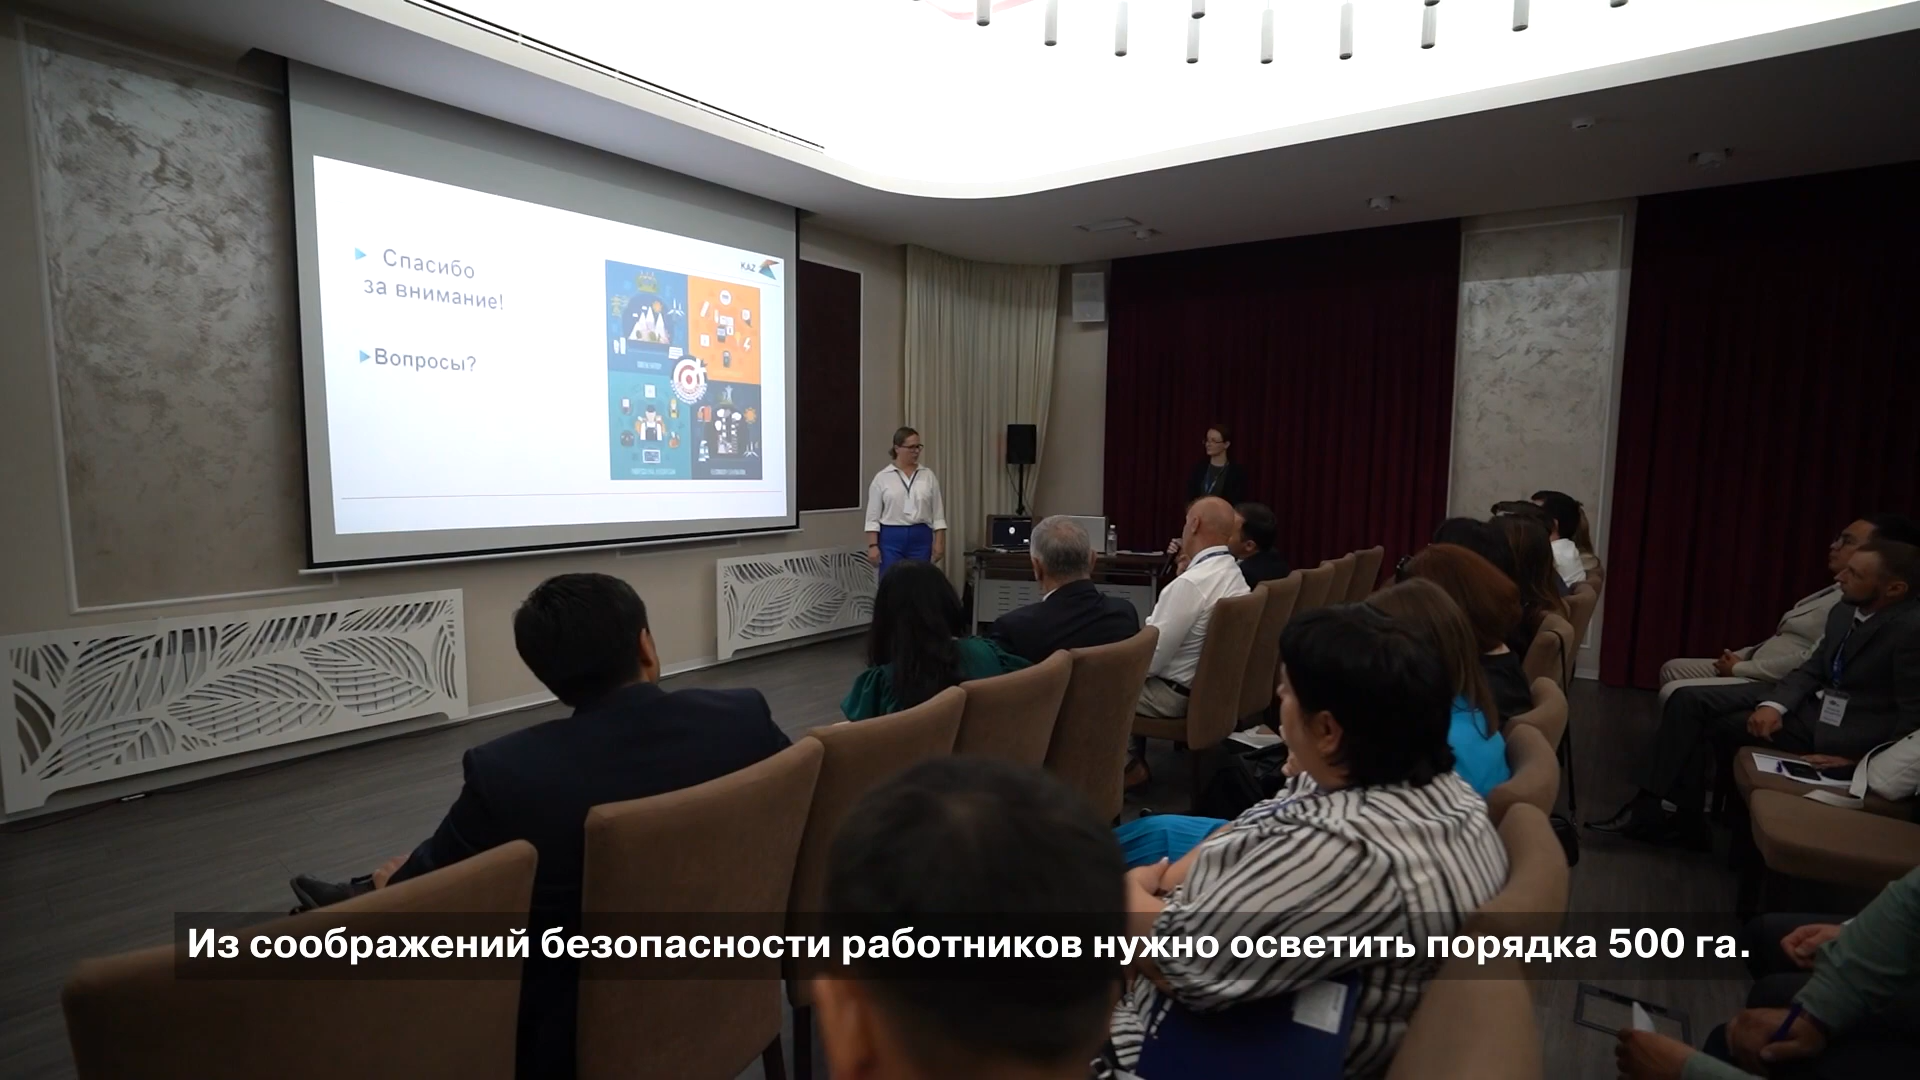 Спасибо
за внимание!
KAZ
Вопросы?
Из соображений безопасности работников нужно осветить порядка 500 га.